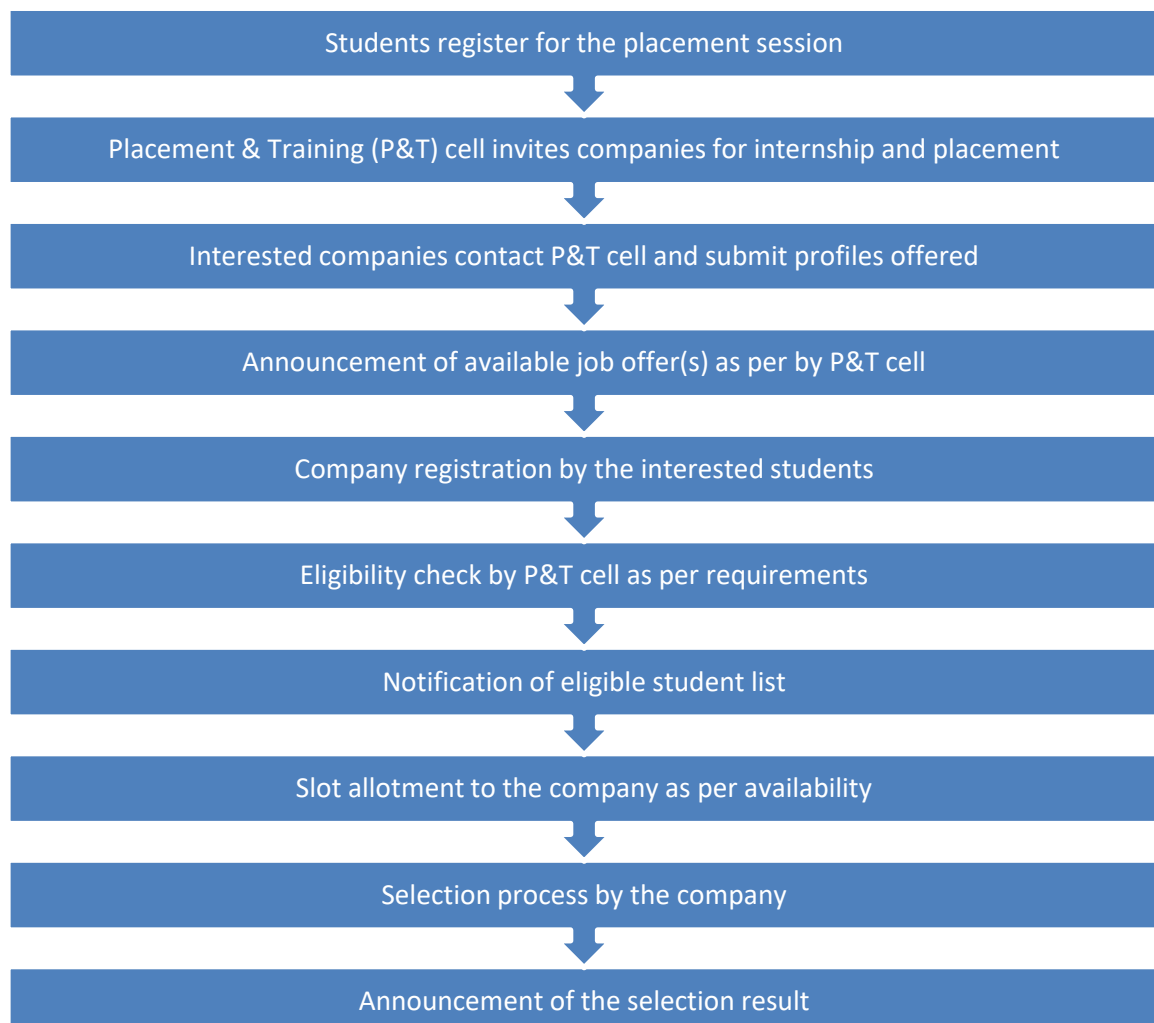 Students register for the placement session
Placement & Training (P&T) cell invites companies for internship and placement
Interested companies contact P&T cell and submit profiles offered
Announcement of available job offer(s) as per by P&T cell
Company registration by the interested students
Eligibility check by P&T cell as per requirements
Notification of eligible student list
Slot allotment to the company as per availability
Selection process by the company
Announcement of the selection result